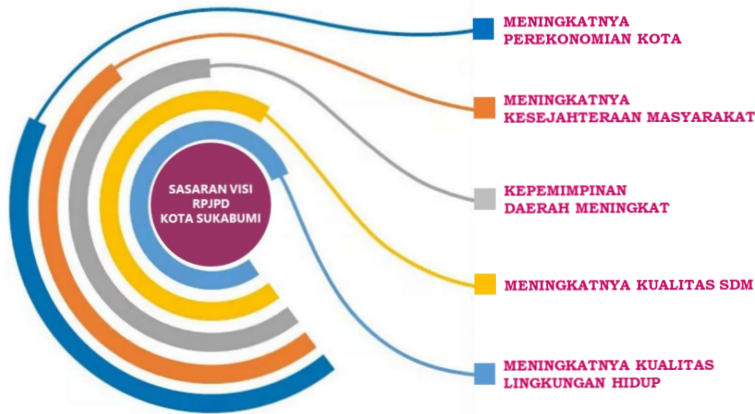 MENINGKATNYA
PEREKONOMIAN KOTA
MENINGKATNYA
KESEJAHTERAAN MASYARAKAT
SASARAN VISI
RPJPD
KOTA SUKABUMI
KEPEMIMPINAN
DAERAH MENINGKAT
MENINGKATNYA KUALITAS SDM
MENINGKATNYA KUALITAS
LINGKUNGAN HIDUP